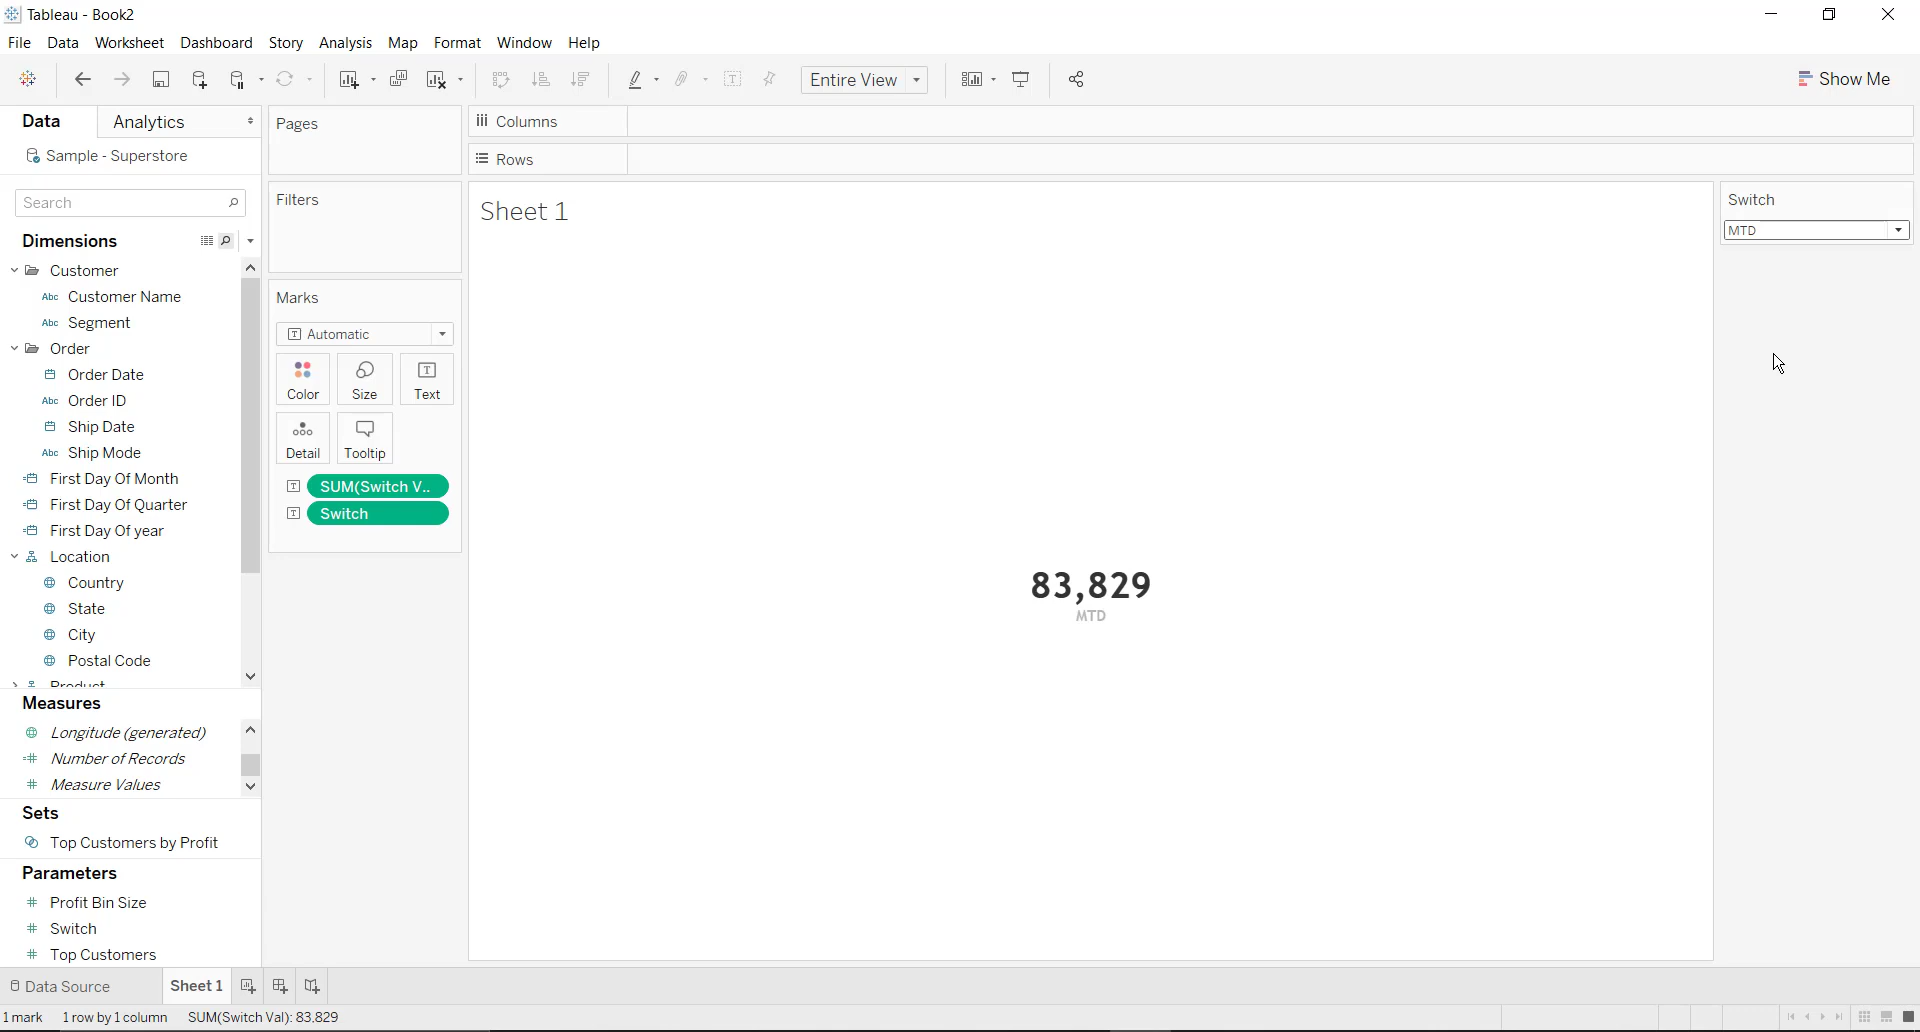 Tableau - Book2
File Data Worksheet Dashboard Story Analysis Map Format Window Help
Entire View
Show Me
Data
Analytics
Sample - Superstore
Search
Dimensions
Customer
Abc Customer Name
Abc Segment
Order
Order Date
Abc Order ID
Ship Date
Abc Ship Mode
First Day Of Month
First Day Of Quarter
First Day Of year
Location
Country
State
City
Postal Code
Product
Measures
Longitude (generated)
Number of Records
Measure Values
Sets
Top Customers by Profit
Parameters
Profit Bin Size
Switch
Top Customers
Pages
Filters
Marks
Automatic
Color
Size
Text
Detail
Tooltip
SUM(Switch V..
Switch
Columns
Rows
Sheet 1
83,829
MTD
Switch
MTD
Data Source
Sheet 1
1 mark 1 row by 1 column SUM(Switch Val): 83,829